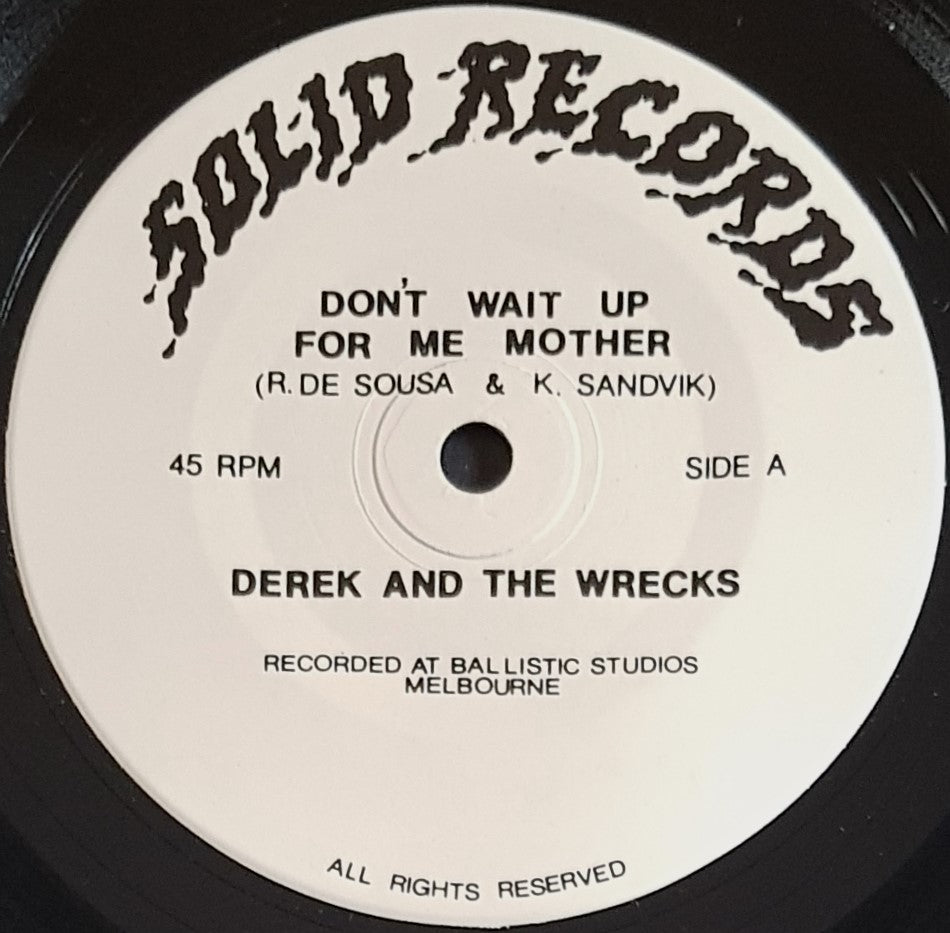 SOLID RECORDS
DON'T WAIT UP
FOR ME MOTHER
(R. DE SOUSA & K. SANDVIK)
45 RPM
SIDE A
DEREK AND THE WRECKS
RECORDED AT BALLISTIC STUDIOS
MELBOURNE
ALL RIGHTS RESERVED